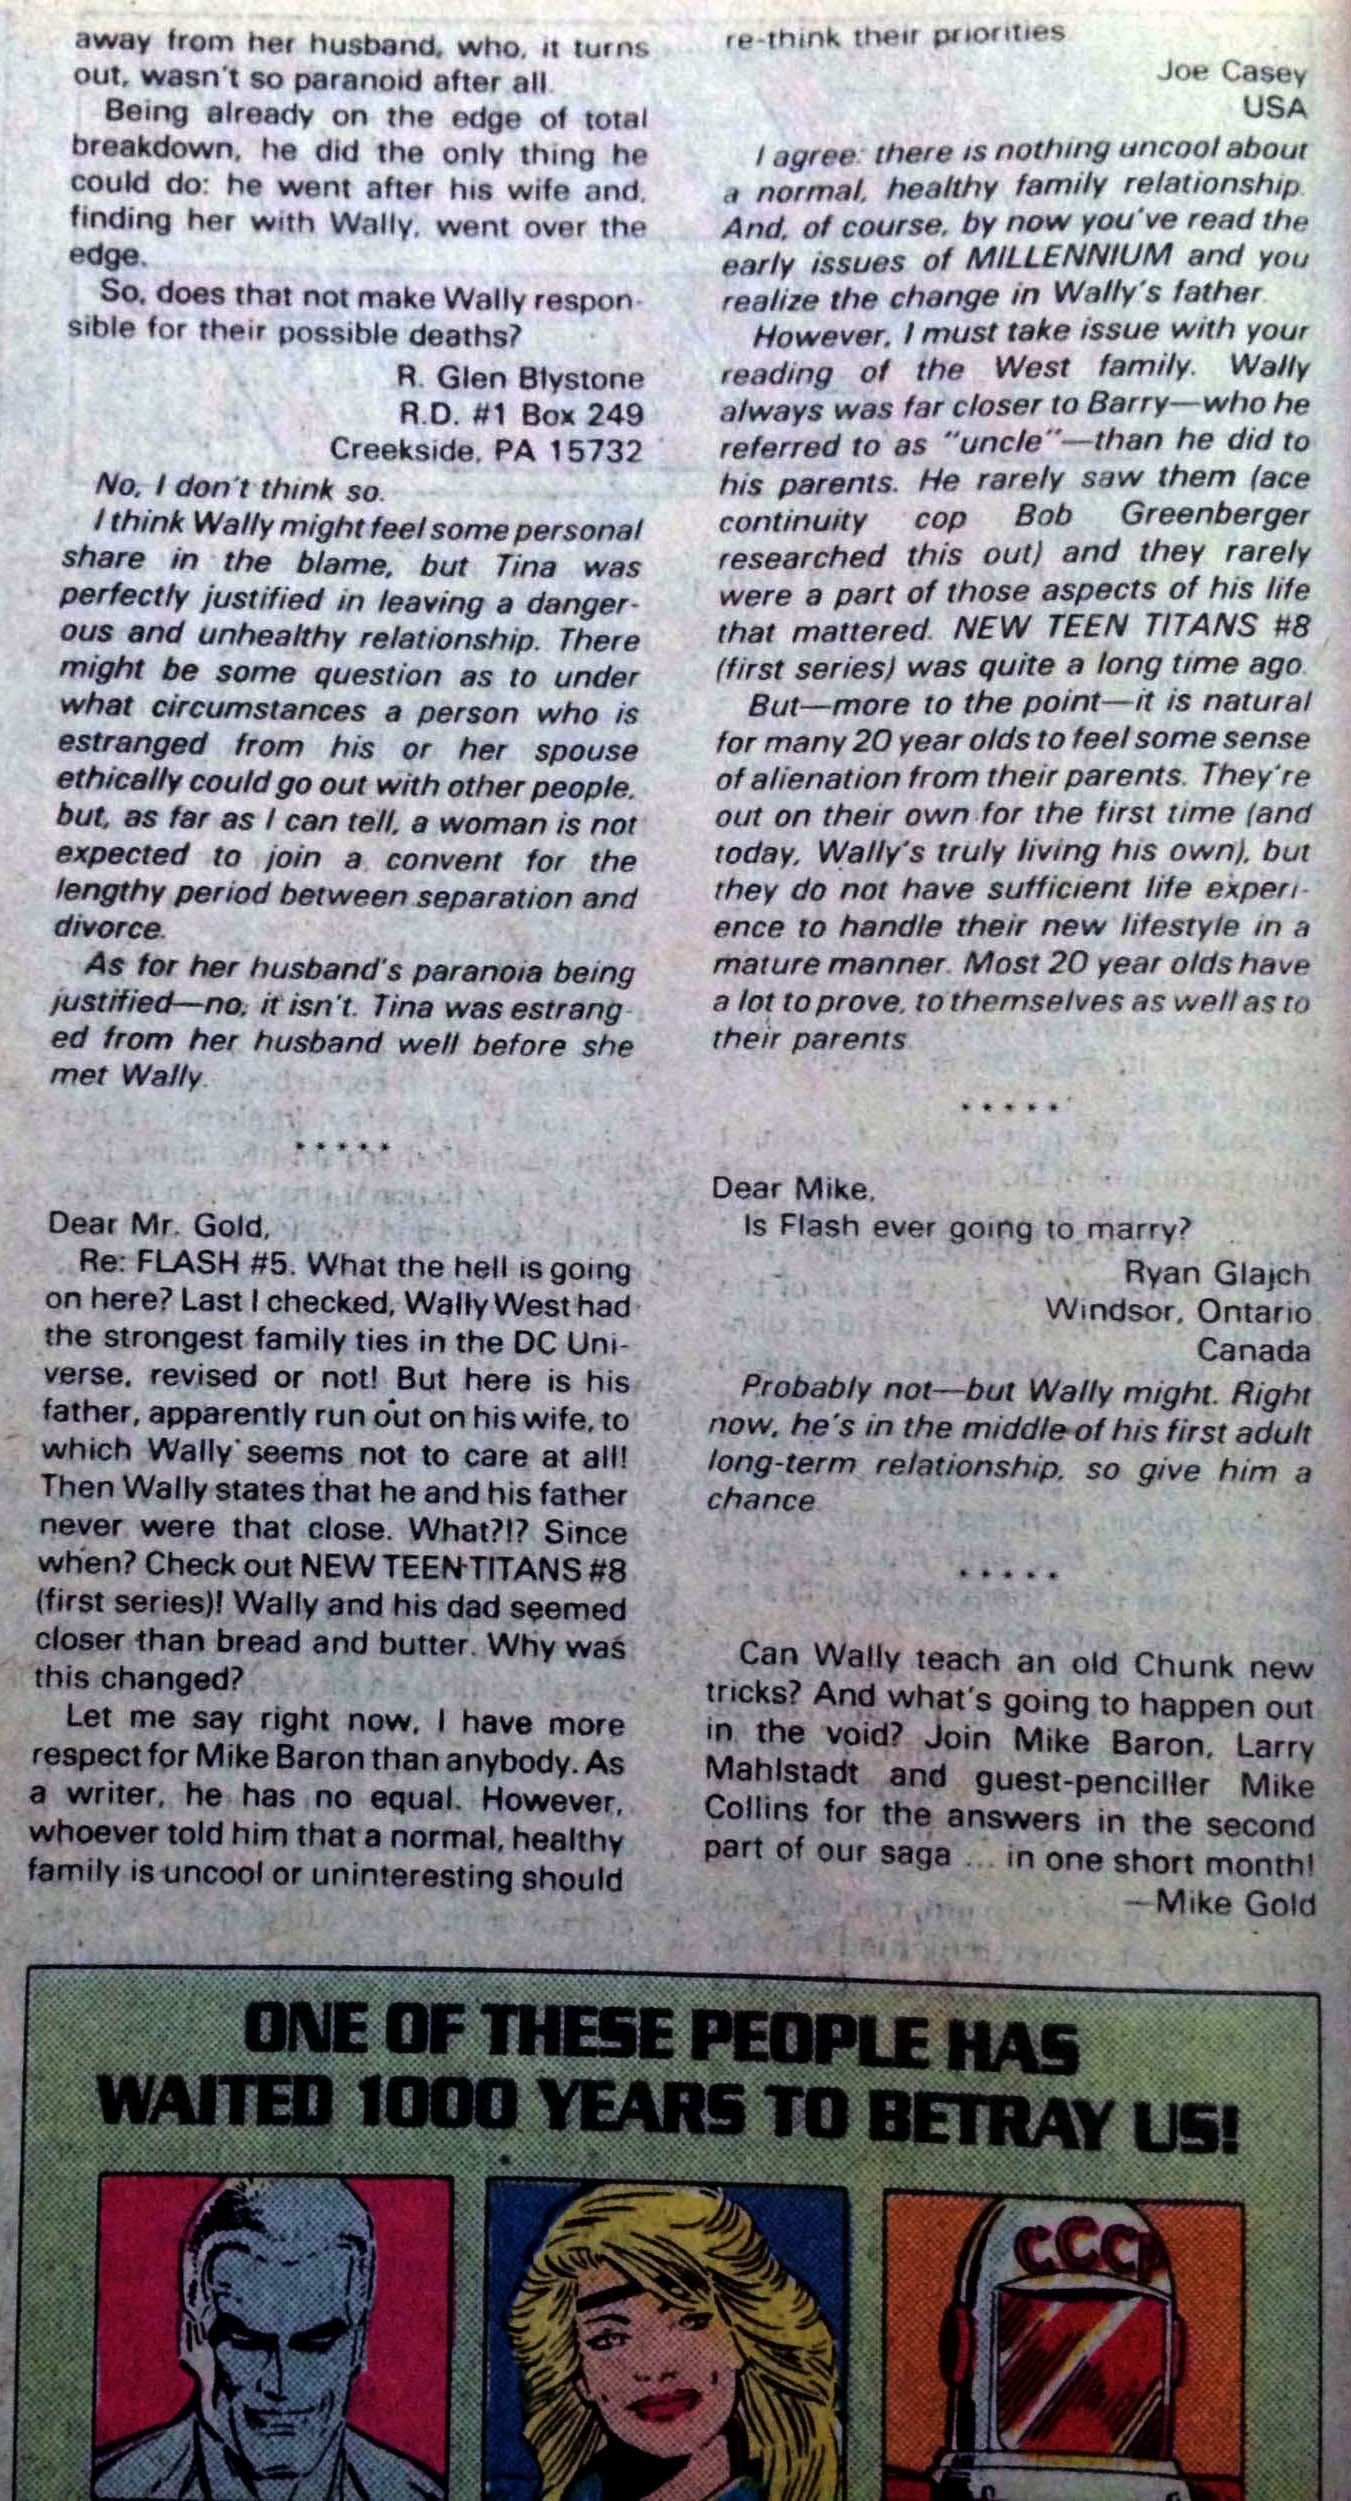 away from her husband, who, it turns
out, wasn't so paranoid after all.
Being already on the edge of total
breakdown, he did the only thing he
could do: he went after his wife and,
finding her with Wally, went over the
edge.
So, does that not make Wally respon-
sible for their possible deaths?
R. Glen Blystone
R.D. #1 Box 249
Creekside, PA 15732
No, I don't think so.
I think Wally might feel some personal
share in the blame, but Tina was
perfectly justified in leaving a danger-
ous and unhealthy relationship. There
might be some question as to under
what circumstances a person who is
estranged from his or her spouse
ethically could go out with other people,
but, as far as I can tell, a woman is not
expected to join a convent for the
lengthy period between separation and
divorce.
As for her husband's paranoia being
justified—no, it isn't. Tina was estrang-
ed from her husband well before she
met Wally.
• • • • •
Dear Mr. Gold,
Re: FLASH #5. What the hell is going
on here? Last I checked, Wally West had
the strongest family ties in the DC Uni-
verse, revised or not! But here is his
father, apparently run out on his wife, to
which Wally seems not to care at all!
Then Wally states that he and his father
never were that close. What?!? Since
when? Check out NEW TEEN TITANS #8
(first series)! Wally and his dad seemed
closer than bread and butter. Why was
this changed?
Let me say right now, I have more
respect for Mike Baron than anybody. As
a writer, he has no equal. However,
whoever told him that a normal, healthy
family is uncool or uninteresting should
re-think their priorities
Joe Casey
USA
I agree: there is nothing uncool about
a normal, healthy family relationship.
And, of course, by now you've read the
early issues of MILLENNIUM and you
realize the change in Wally's father.
However, I must take issue with your
reading of the West family. Wally
always was far closer to Barry—who he
referred to as "uncle"—than he did to
his parents. He rarely saw them (ace
continuity cop Bob Greenberger
researched this out) and they rarely
were a part of those aspects of his life
that mattered. NEW TEEN TITANS #8
(first series) was quite a long time ago.
But—more to the point—it is natural
for many 20 year olds to feel some sense
of alienation from their parents. They're
out on their own for the first time (and
today, Wally's truly living his own), but
they do not have sufficient life experi-
ence to handle their new lifestyle in a
mature manner. Most 20 year olds have
a lot to prove, to themselves as well as to
their parents
• • • • •
Dear Mike,
Is Flash ever going to marry?
Ryan Glajch
Windsor, Ontario
Canada
Probably not—but Wally might. Right
now, he's in the middle of his first adult
long-term relationship, so give him a
chance
• • • • •
Can Wally teach an old Chunk new
tricks? And what's going to happen out
in the void? Join Mike Baron, Larry
Mahlstadt and guest-penciller Mike
Collins for the answers in the second
part of our saga ... in one short month!
—Mike Gold
ONE OF THESE PEOPLE HAS
WAITED 1000 YEARS TO BETRAY US!
CCCP